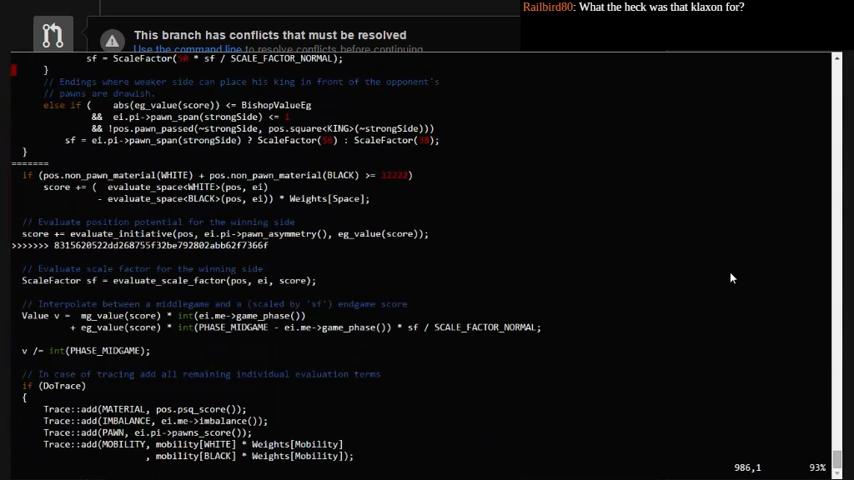 Railbird80: What the heck was that klaxon for?
This branch has conflicts that must be resolved
Use the command line to resolve conflicts before continuing.
sf = ScaleFactor(50 * sf / SCALE_FACTOR_NORMAL);
}
// Endings where weaker side can place his king in front of the opponent's
// pawns are drawish.
else if (    abs(eg_value(score)) <= BishopValueEg
&&  ei.pi->pawn_span(strongSide) <= 1
&& !pos.pawn_passed(~strongSide, pos.square<KING>(~strongSide)))
sf = ei.pi->pawn_span(strongSide) ? ScaleFactor(56) : ScaleFactor(38);
}
=======
if (pos.non_pawn_material(WHITE) + pos.non_pawn_material(BLACK) >= 12222)
score += (  evaluate_space<WHITE>(pos, ei)
- evaluate_space<BLACK>(pos, ei)) * Weights[Space];
// Evaluate position potential for the winning side
score += evaluate_initiative(pos, ei.pi->pawn_asymmetry(), eg_value(score));
>>>>>>> 8315620522dd268755f32be792802abb62f7366f
// Evaluate scale factor for the winning side
ScaleFactor sf = evaluate_scale_factor(pos, ei, score);
// Interpolate between a middlegame and a (scaled by 'sf') endgame score
Value v =  mg_value(score) * int(ei.me->game_phase())
+ eg_value(score) * int(PHASE_MIDGAME - ei.me->game_phase()) * sf / SCALE_FACTOR_NORMAL;
v /= int(PHASE_MIDGAME);
// In case of tracing add all remaining individual evaluation terms
if (DoTrace)
{
Trace::add(MATERIAL, pos.psq_score());
Trace::add(IMBALANCE, ei.me->imbalance());
Trace::add(PAWN, ei.pi->pawns_score());
Trace::add(MOBILITY, mobility[WHITE] * Weights[Mobility]
, mobility[BLACK] * Weights[Mobility]);
986,1 93%